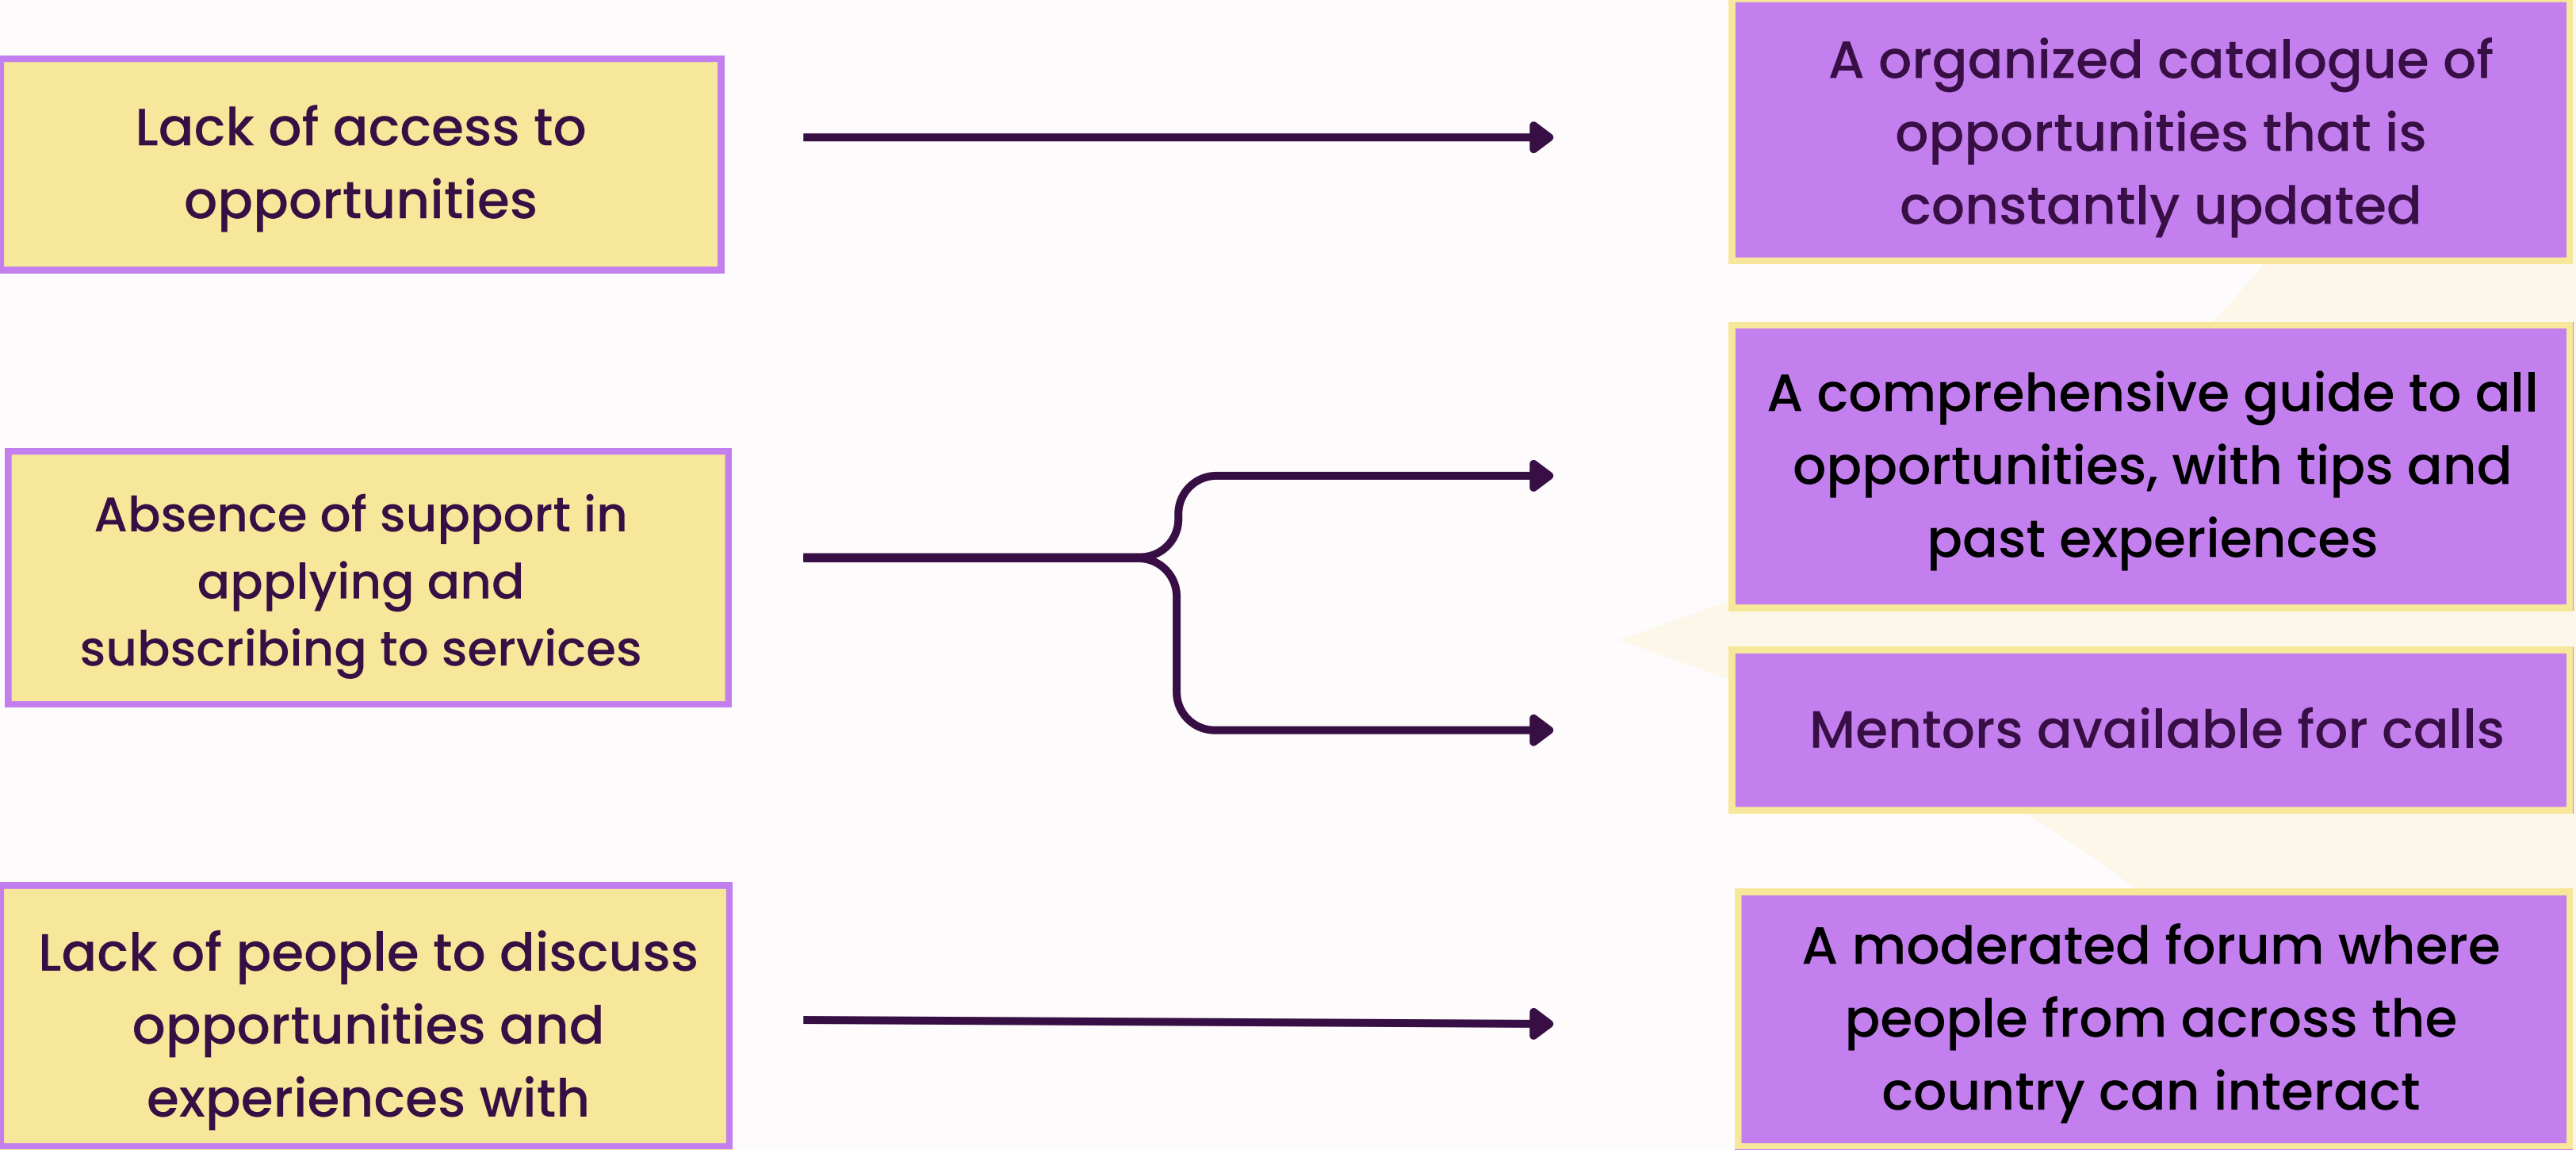 Lack of access to
opportunities
A organized catalogue of
opportunities that is
constantly updated
Absence of support in
applying and
subscribing to services
A comprehensive guide to all
opportunities, with tips and
past experiences
Mentors available for calls
Lack of people to discuss
opportunities and
experiences with
A moderated forum where
people from across the
country can interact